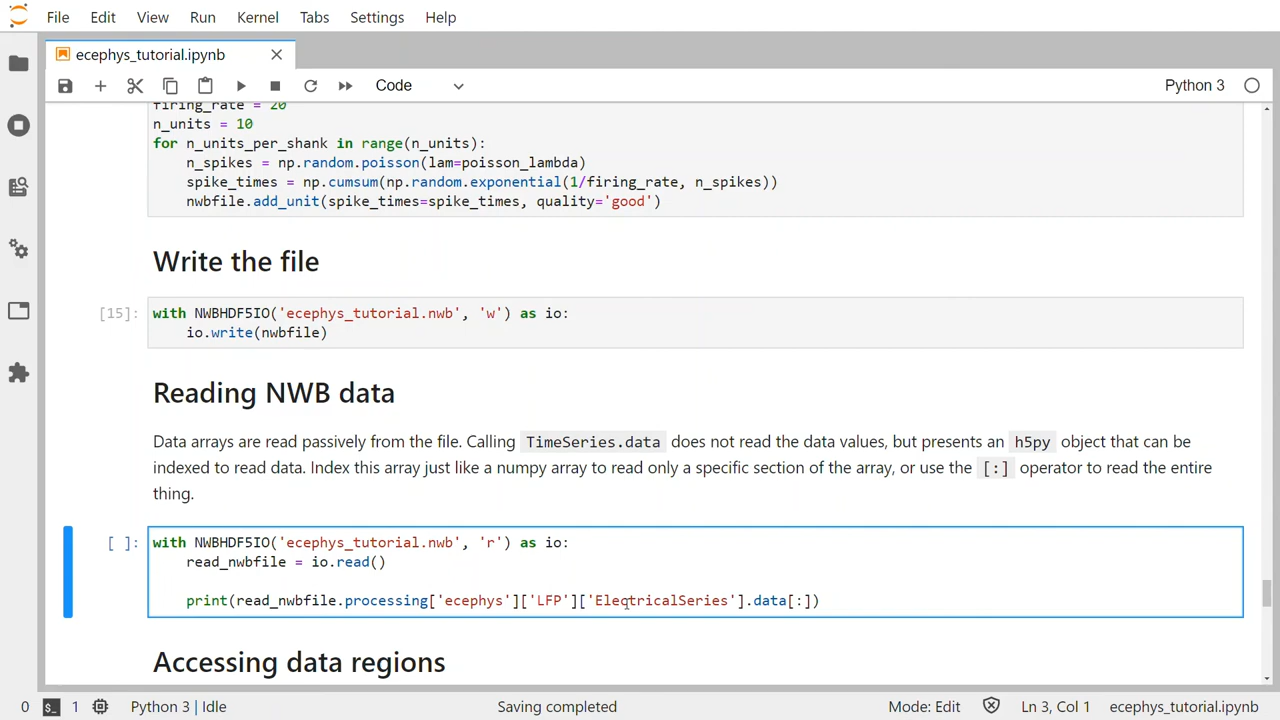 File Edit View Run Kernel Tabs Settings Help
ecephys_tutorial.ipynb
Code
Python 3
firing_rate = 20
n_units = 10
for n_units_per_shank in range(n_units):
    n_spikes = np.random.poisson(lam=poisson_lambda)
    spike_times = np.cumsum(np.random.exponential(1/firing_rate, n_spikes))
    nwbfile.add_unit(spike_times=spike_times, quality='good')
Write the file
[15]: with NWBHDF5IO('ecephys_tutorial.nwb', 'w') as io:
    io.write(nwbfile)
Reading NWB data
Data arrays are read passively from the file. Calling TimeSeries.data does not read the data values, but presents an h5py object that can be
indexed to read data. Index this array just like a numpy array to read only a specific section of the array, or use the [:] operator to read the entire
thing.
[ ]: with NWBHDF5IO('ecephys_tutorial.nwb', 'r') as io:
    read_nwbfile = io.read()
    print(read_nwbfile.processing['ecephys']['LFP']['ElectricalSeries'].data[:])
Accessing data regions
0 $_ 1 Python 3 | Idle Saving completed Mode: Edit Ln 3, Col 1 ecephys_tutorial.ipynb